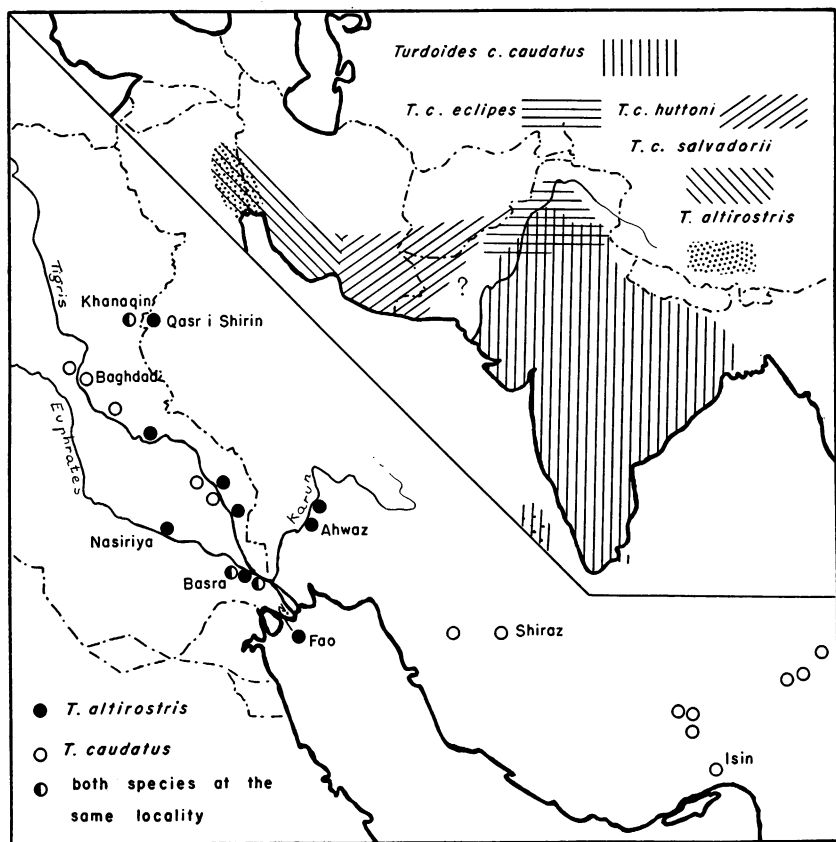 Turdoides c. caudatus
T. c. eclipes
T. c. huttoni
T. c. salvadorii
T. altirostris
?
Tigris
Khanaqin
Qasr i Shirin
Baghdad
Euphrates
Karun
Ahwaz
Nasiriya
Basra
Fao
Shiraz
Isin
T. altirostris
T. caudatus
both species at the
same locality